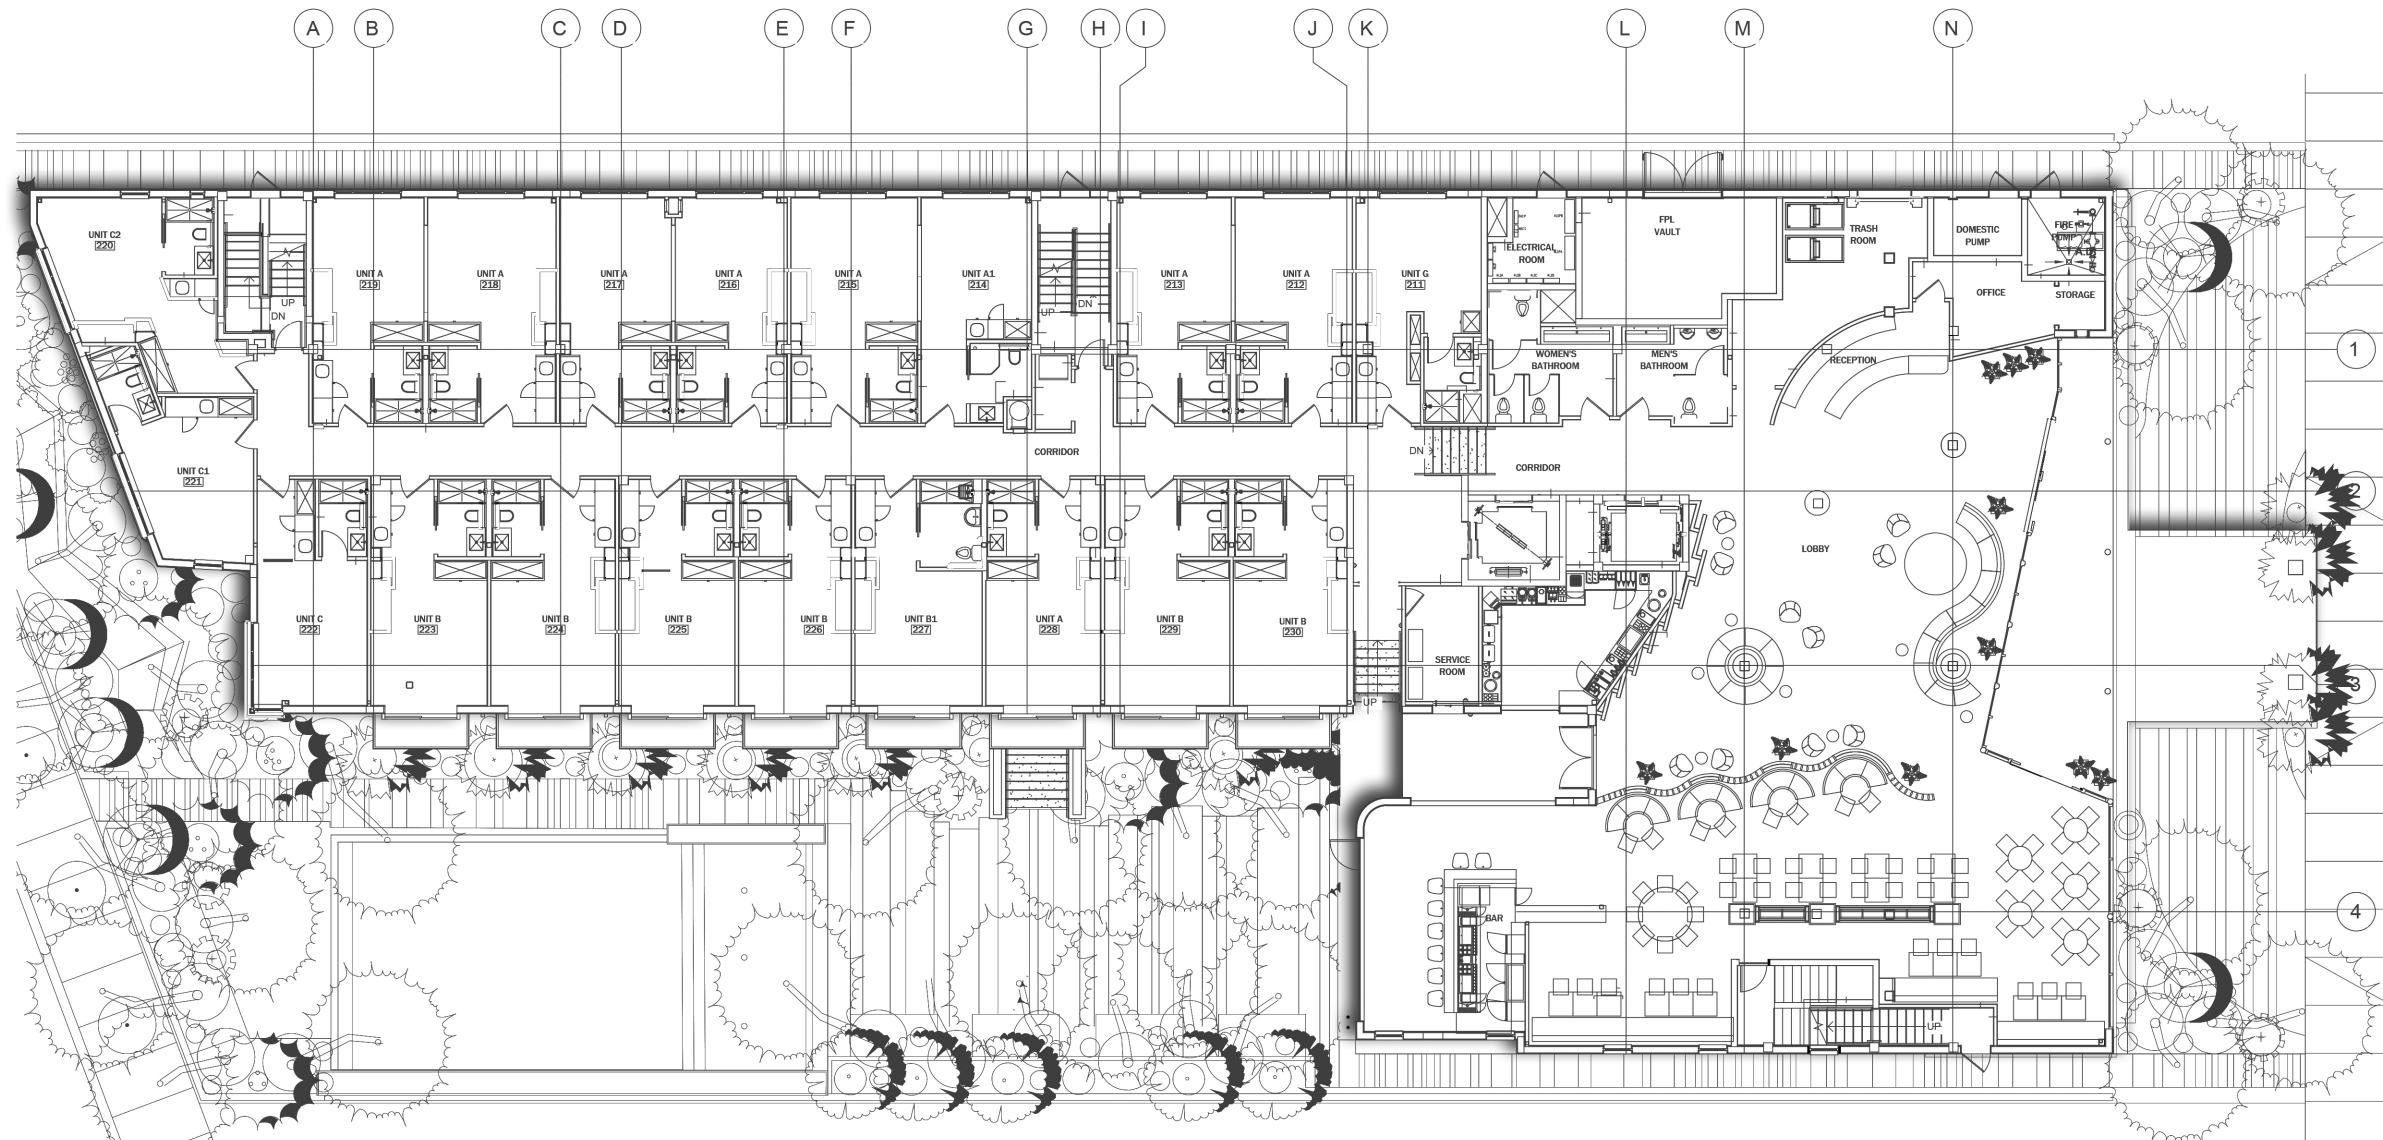 A B C D E F G H I J K L M N
UNIT C2
220
UNIT A
219
UNIT A
218
UNIT A
217
UNIT A
216
UNIT A
215
UNIT A1
214
UNIT A
213
UNIT A
212
UNIT G
211
ELECTRICAL
ROOM
FPL
VAULT
TRASH
ROOM
DOMESTIC
PUMP
FIRE
PUMP
OFFICE
STORAGE
UP
DN
UP
DN
1
WOMEN'S
BATHROOM
MEN'S
BATHROOM
RECEPTION
CORRIDOR
DN
CORRIDOR
UNIT C1
221
2
LOBBY
UNIT C
222
UNIT B
223
UNIT B
224
UNIT B
225
UNIT B
226
UNIT B1
227
UNIT A
228
UNIT B
229
UNIT B
230
SERVICE
ROOM
3
UP
BAR
4
UP